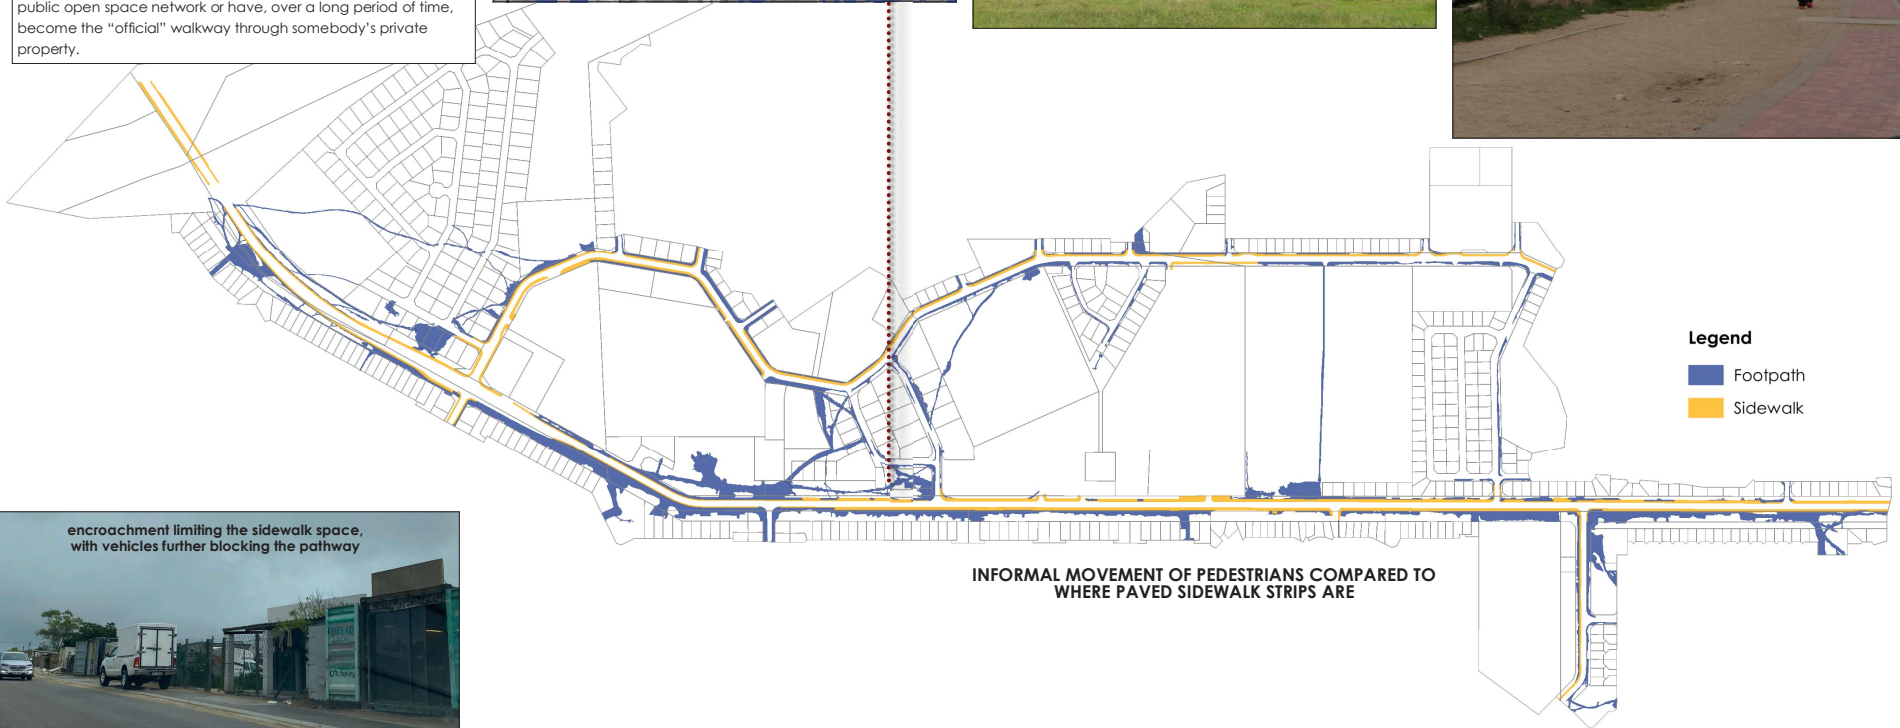 public open space network or have, over a long period of time,
become the “official” walkway through somebody’s private
property.
Legend
Footpath
Sidewalk
encroachment limiting the sidewalk space,
with vehicles further blocking the pathway
INFORMAL MOVEMENT OF PEDESTRIANS COMPARED TO
WHERE PAVED SIDEWALK STRIPS ARE